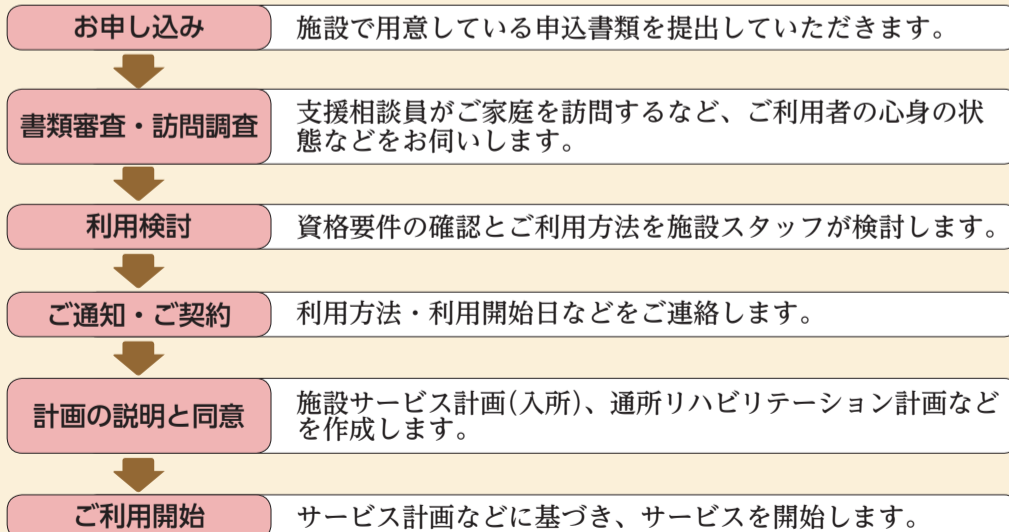 お申し込み
施設で用意している申込書類を提出していただきます。
書類審査・訪問調査
支援相談員がご家庭を訪問するなど、ご利用者の心身の状
態などをお伺いします。
利用検討
資格要件の確認とご利用方法を施設スタッフが検討します。
ご通知・ご契約
利用方法・利用開始日などをご連絡します。
計画の説明と同意
施設サービス計画(入所)、通所リハビリテーション計画など
を作成します。
ご利用開始
サービス計画などに基づき、サービスを開始します。